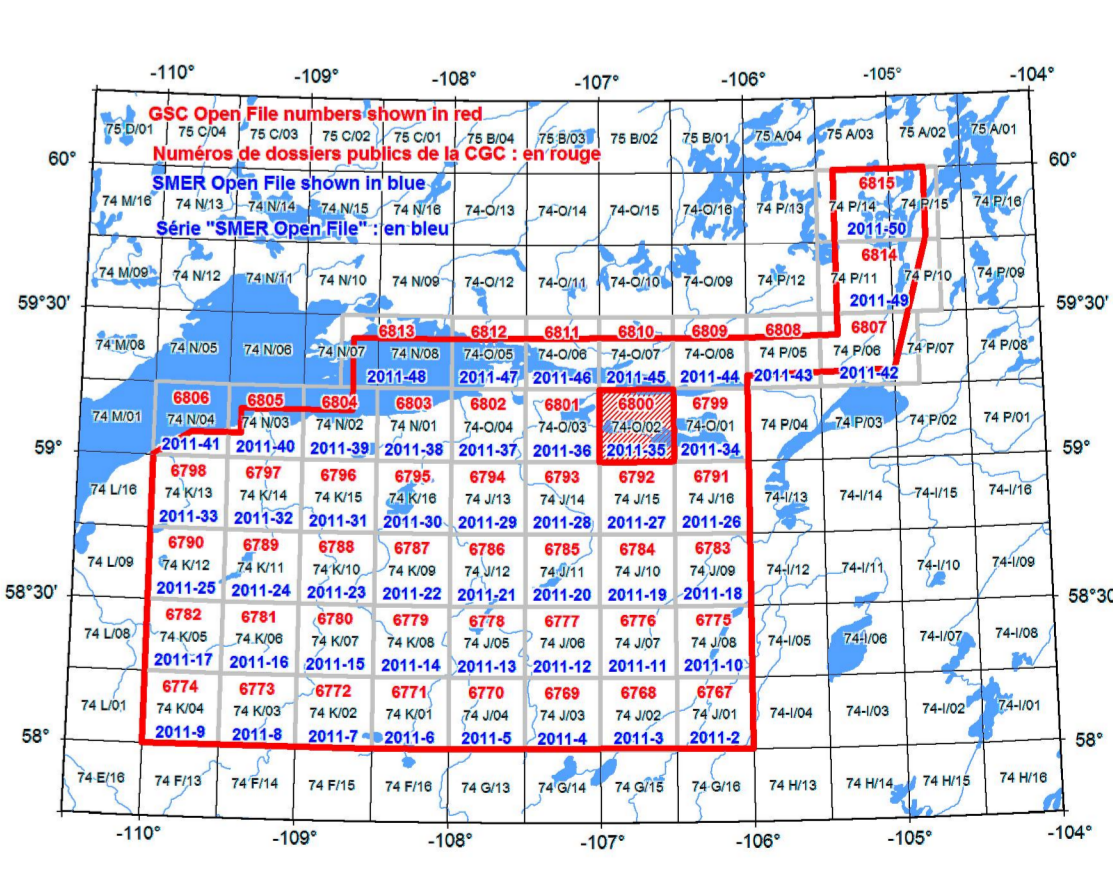 -110° -109° -108° -107° -106° -105° -104°
GSC Open File numbers shown in red
75 D/01 75 C/04 75 C/03 75 C/02 75 C/01 75 B/04 75 B/03 75 B/02 75 B/01 75 A/04 75 A/03 75 A/02 75 A/01
Numéros de dossiers publics de la CGC : en rouge
60° 60°
SMER Open File shown in blue
6815
74 M/16 74 N/13 74 N/14 74 N/15 74 N/16 74-O/13 74-O/14 74-O/15 74-O/16 74 P/13 74 P/14 74 P/15 74 P/16
Série "SMER Open File" : en bleu
2011-50
6814
74 M/09 74 N/12 74 N/11 74 N/10 74 N/09 74-O/12 74-O/11 74-O/10 74-O/09 74 P/12 74 P/11 74 P/10 74 P/09
2011-49
59°30' 59°30'
6813 6812 6811 6810 6809 6808 6807
74 M/08 74 N/05 74 N/06 74 N/07 74 N/08 74-O/05 74-O/06 74-O/07 74-O/08 74 P/05 74 P/06 74 P/07 74 P/08
2011-48 2011-47 2011-46 2011-45 2011-44 2011-43 2011-42
6806 6805 6804 6803 6802 6801 6800 6799
74 M/01 74 N/04 74 N/03 74 N/02 74 N/01 74-O/04 74-O/03 74-O/02 74-O/01 74 P/04 74 P/03 74 P/02 74 P/01
2011-41 2011-40 2011-39 2011-38 2011-37 2011-36 2011-35 2011-34
59° 59°
6798 6797 6796 6795 6794 6793 6792 6791
74 L/16 74 K/13 74 K/14 74 K/15 74 K/16 74 J/13 74 J/14 74 J/15 74 J/16 74-I/13 74-I/14 74-I/15 74-I/16
2011-33 2011-32 2011-31 2011-30 2011-29 2011-28 2011-27 2011-26
6790 6789 6788 6787 6786 6785 6784 6783
74 L/09 74 K/12 74 K/11 74 K/10 74 K/09 74 J/12 74 J/11 74 J/10 74 J/09 74-I/12 74-I/11 74-I/10 74-I/09
2011-25 2011-24 2011-23 2011-22 2011-21 2011-20 2011-19 2011-18
58°30' 58°30
6782 6781 6780 6779 6778 6777 6776 6775
74 L/08 74 K/05 74 K/06 74 K/07 74 K/08 74 J/05 74 J/06 74 J/07 74 J/08 74-I/05 74-I/06 74-I/07 74-I/08
2011-17 2011-16 2011-15 2011-14 2011-13 2011-12 2011-11 2011-10
6774 6773 6772 6771 6770 6769 6768 6767
74 L/01 74 K/04 74 K/03 74 K/02 74 K/01 74 J/04 74 J/03 74 J/02 74 J/01 74-I/04 74-I/03 74-I/02 74-I/01
2011-9 2011-8 2011-7 2011-6 2011-5 2011-4 2011-3 2011-2
58° 58°
74 E/16 74 F/13 74 F/14 74 F/15 74 F/16 74 G/13 74 G/14 74 G/15 74 G/16 74 H/13 74 H/14 74 H/15 74 H/16
-110° -109° -108° -107° -106° -105° -104°